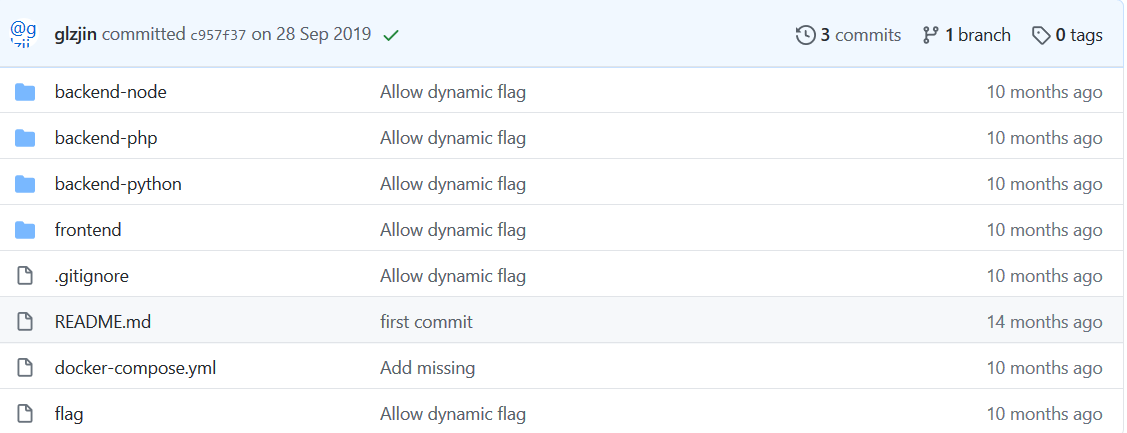 @g
lzji
glzjin committed c957f37 on 28 Sep 2019 3 commits 1 branch 0 tags
backend-node Allow dynamic flag 10 months ago
backend-php Allow dynamic flag 10 months ago
backend-python Allow dynamic flag 10 months ago
frontend Allow dynamic flag 10 months ago
.gitignore Allow dynamic flag 10 months ago
README.md first commit 14 months ago
docker-compose.yml Add missing 10 months ago
flag Allow dynamic flag 10 months ago